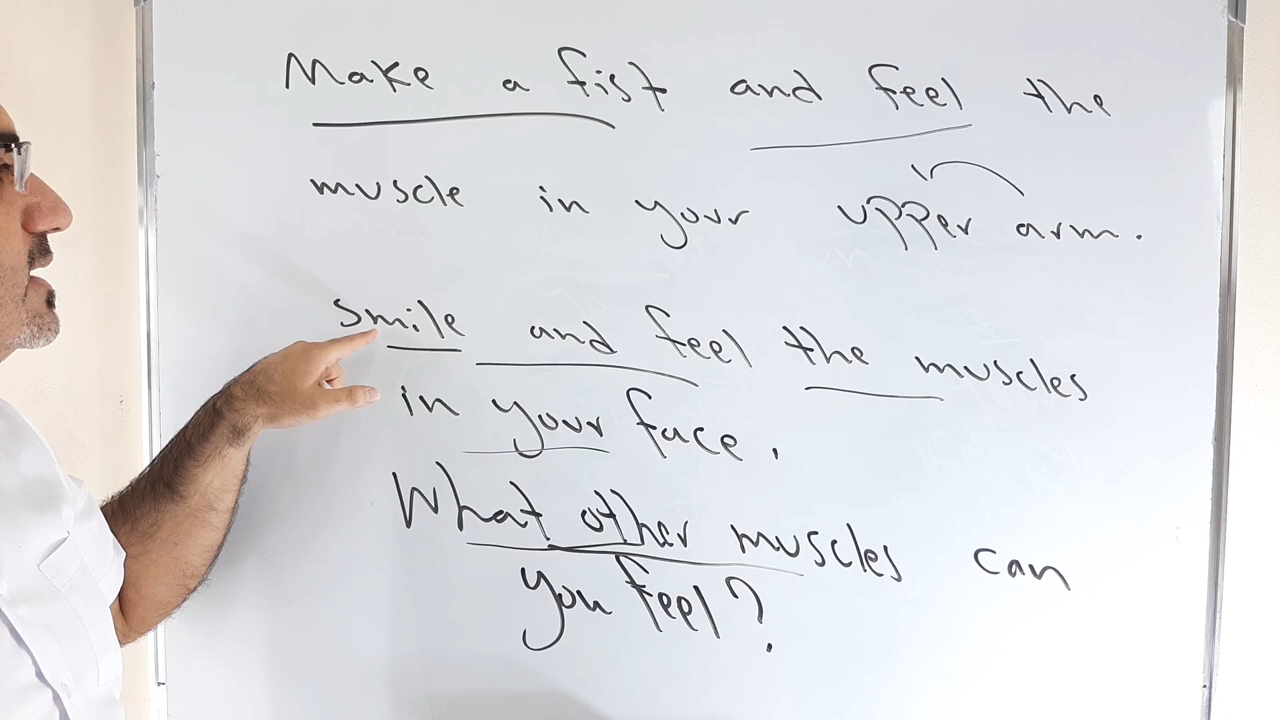 Make a fist and feel the
muscle in your upper arm.
Smile and feel the muscles
in your face.
What other muscles can
you feel?